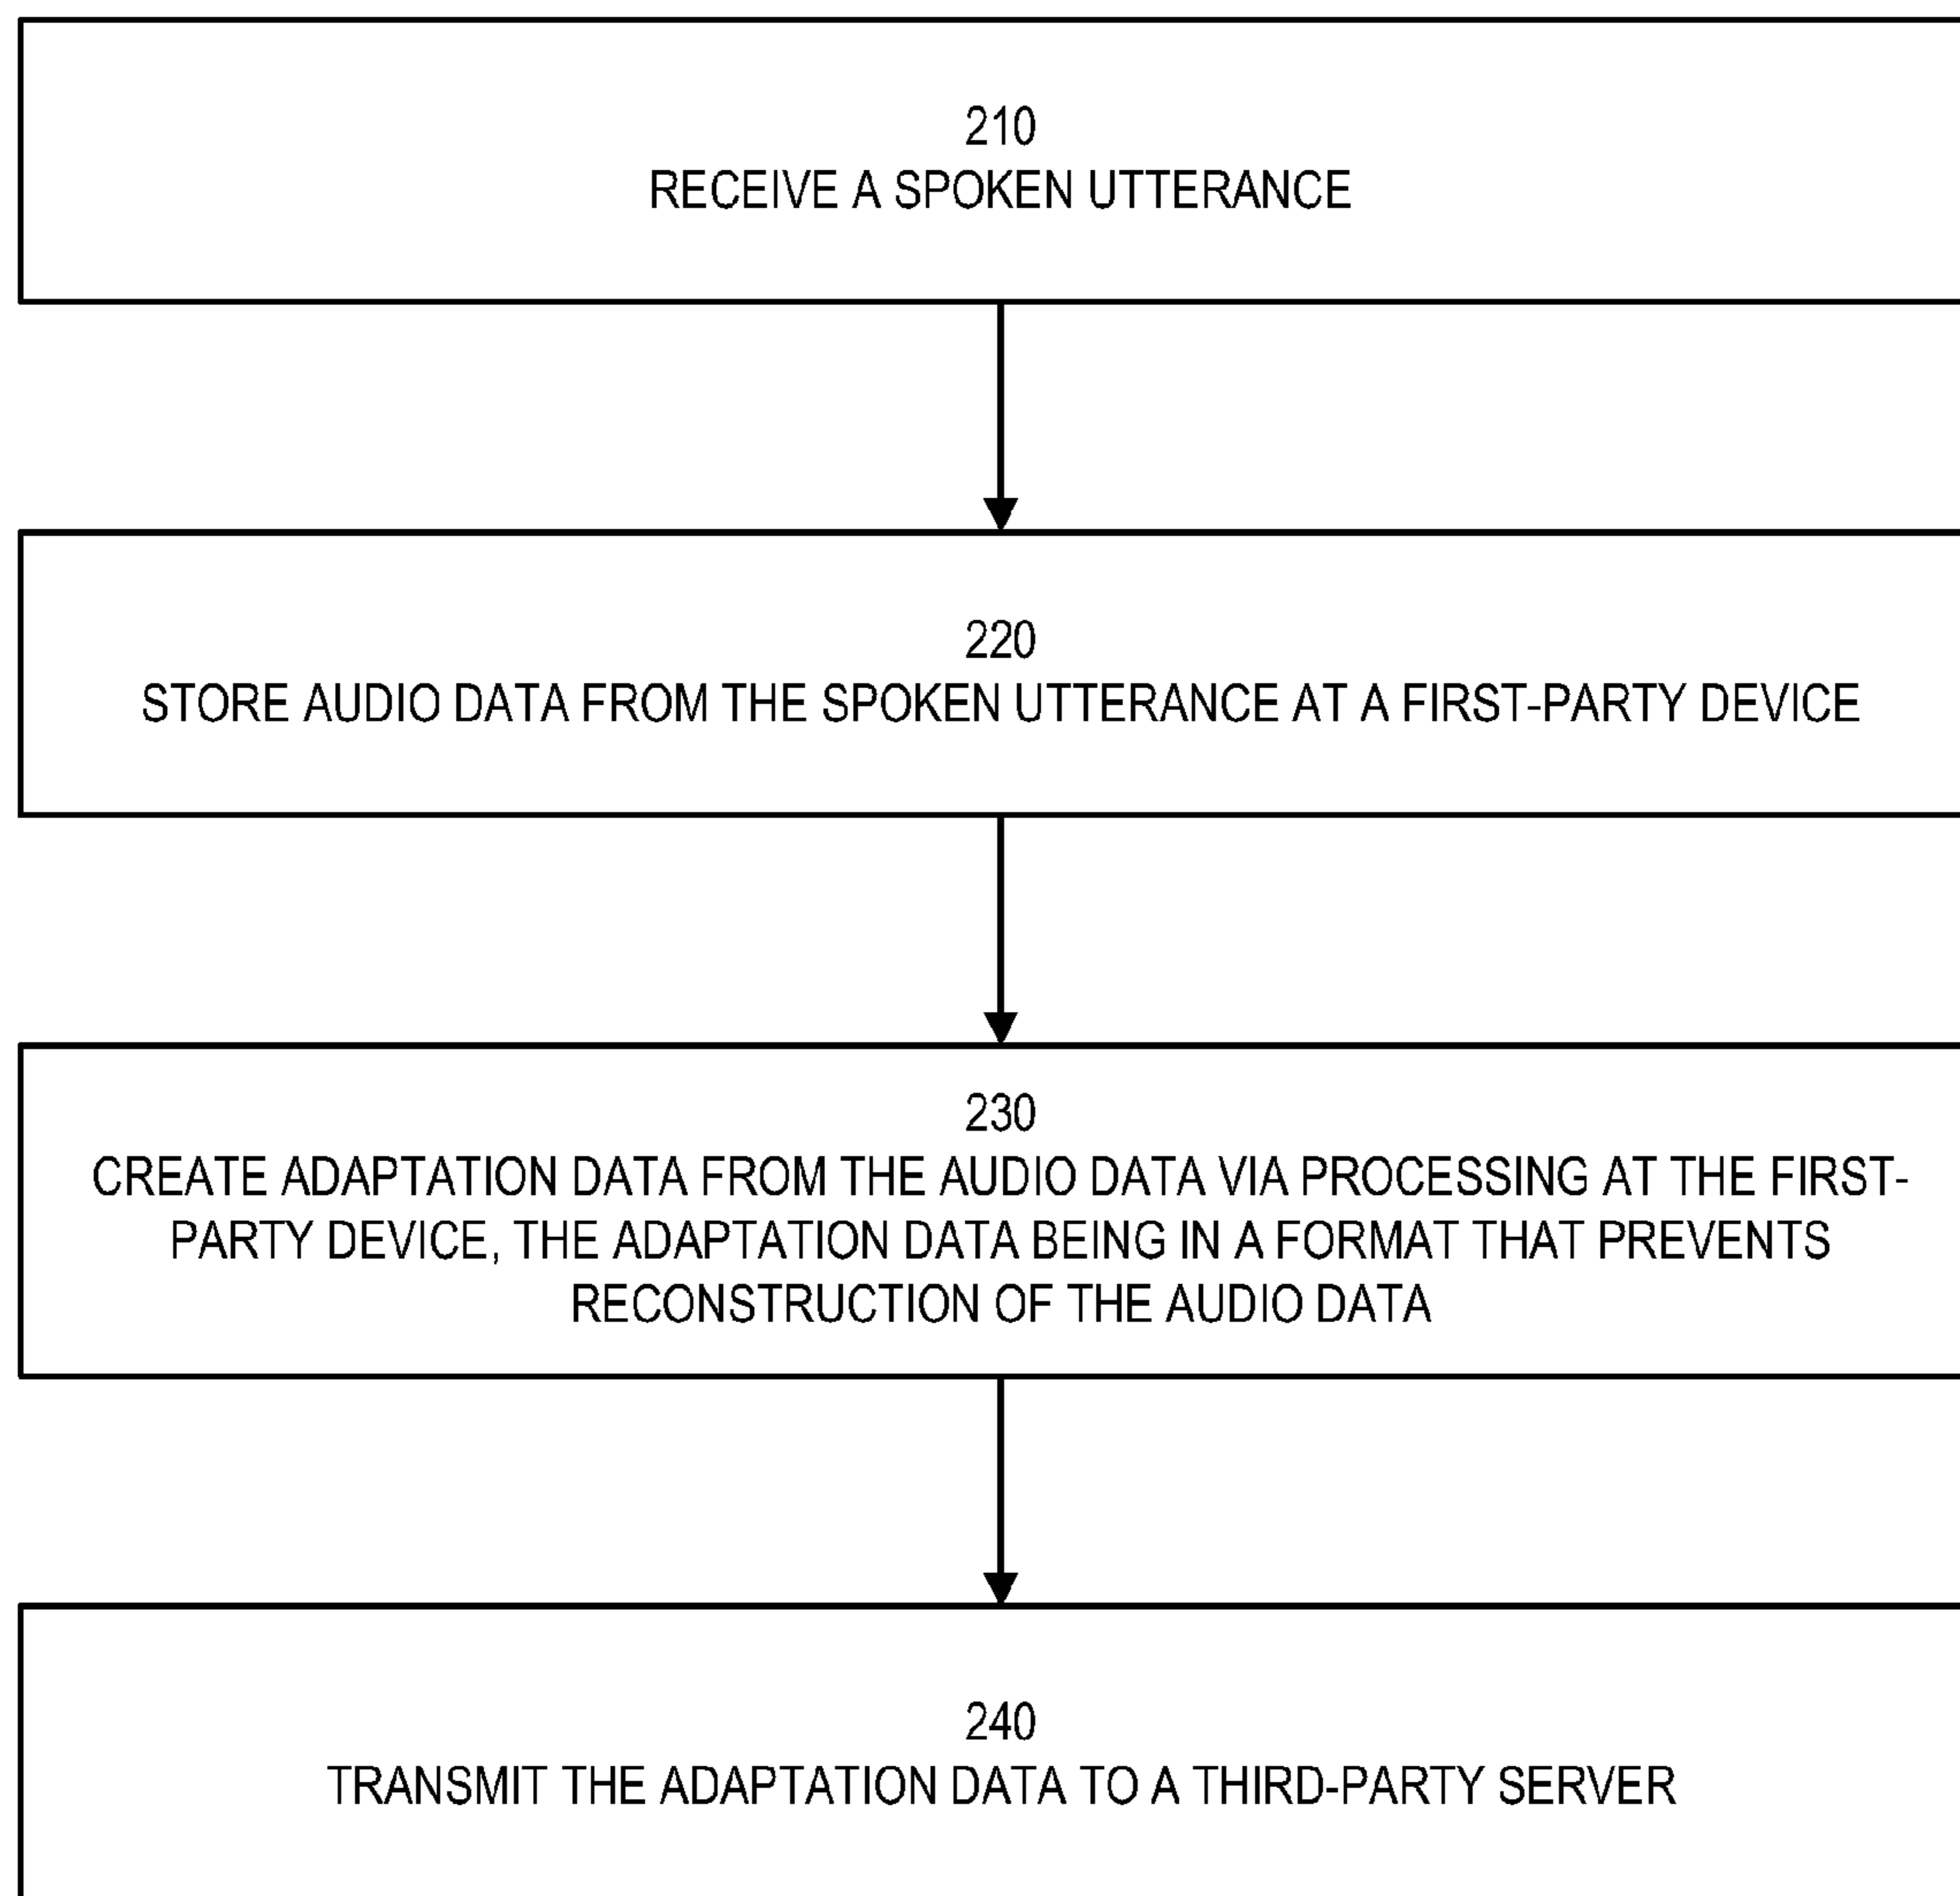 210
RECEIVE A SPOKEN UTTERANCE
220
STORE AUDIO DATA FROM THE SPOKEN UTTERANCE AT A FIRST-PARTY DEVICE
230
CREATE ADAPTATION DATA FROM THE AUDIO DATA VIA PROCESSING AT THE FIRST-
PARTY DEVICE, THE ADAPTATION DATA BEING IN A FORMAT THAT PREVENTS
RECONSTRUCTION OF THE AUDIO DATA
240
TRANSMIT THE ADAPTATION DATA TO A THIRD-PARTY SERVER